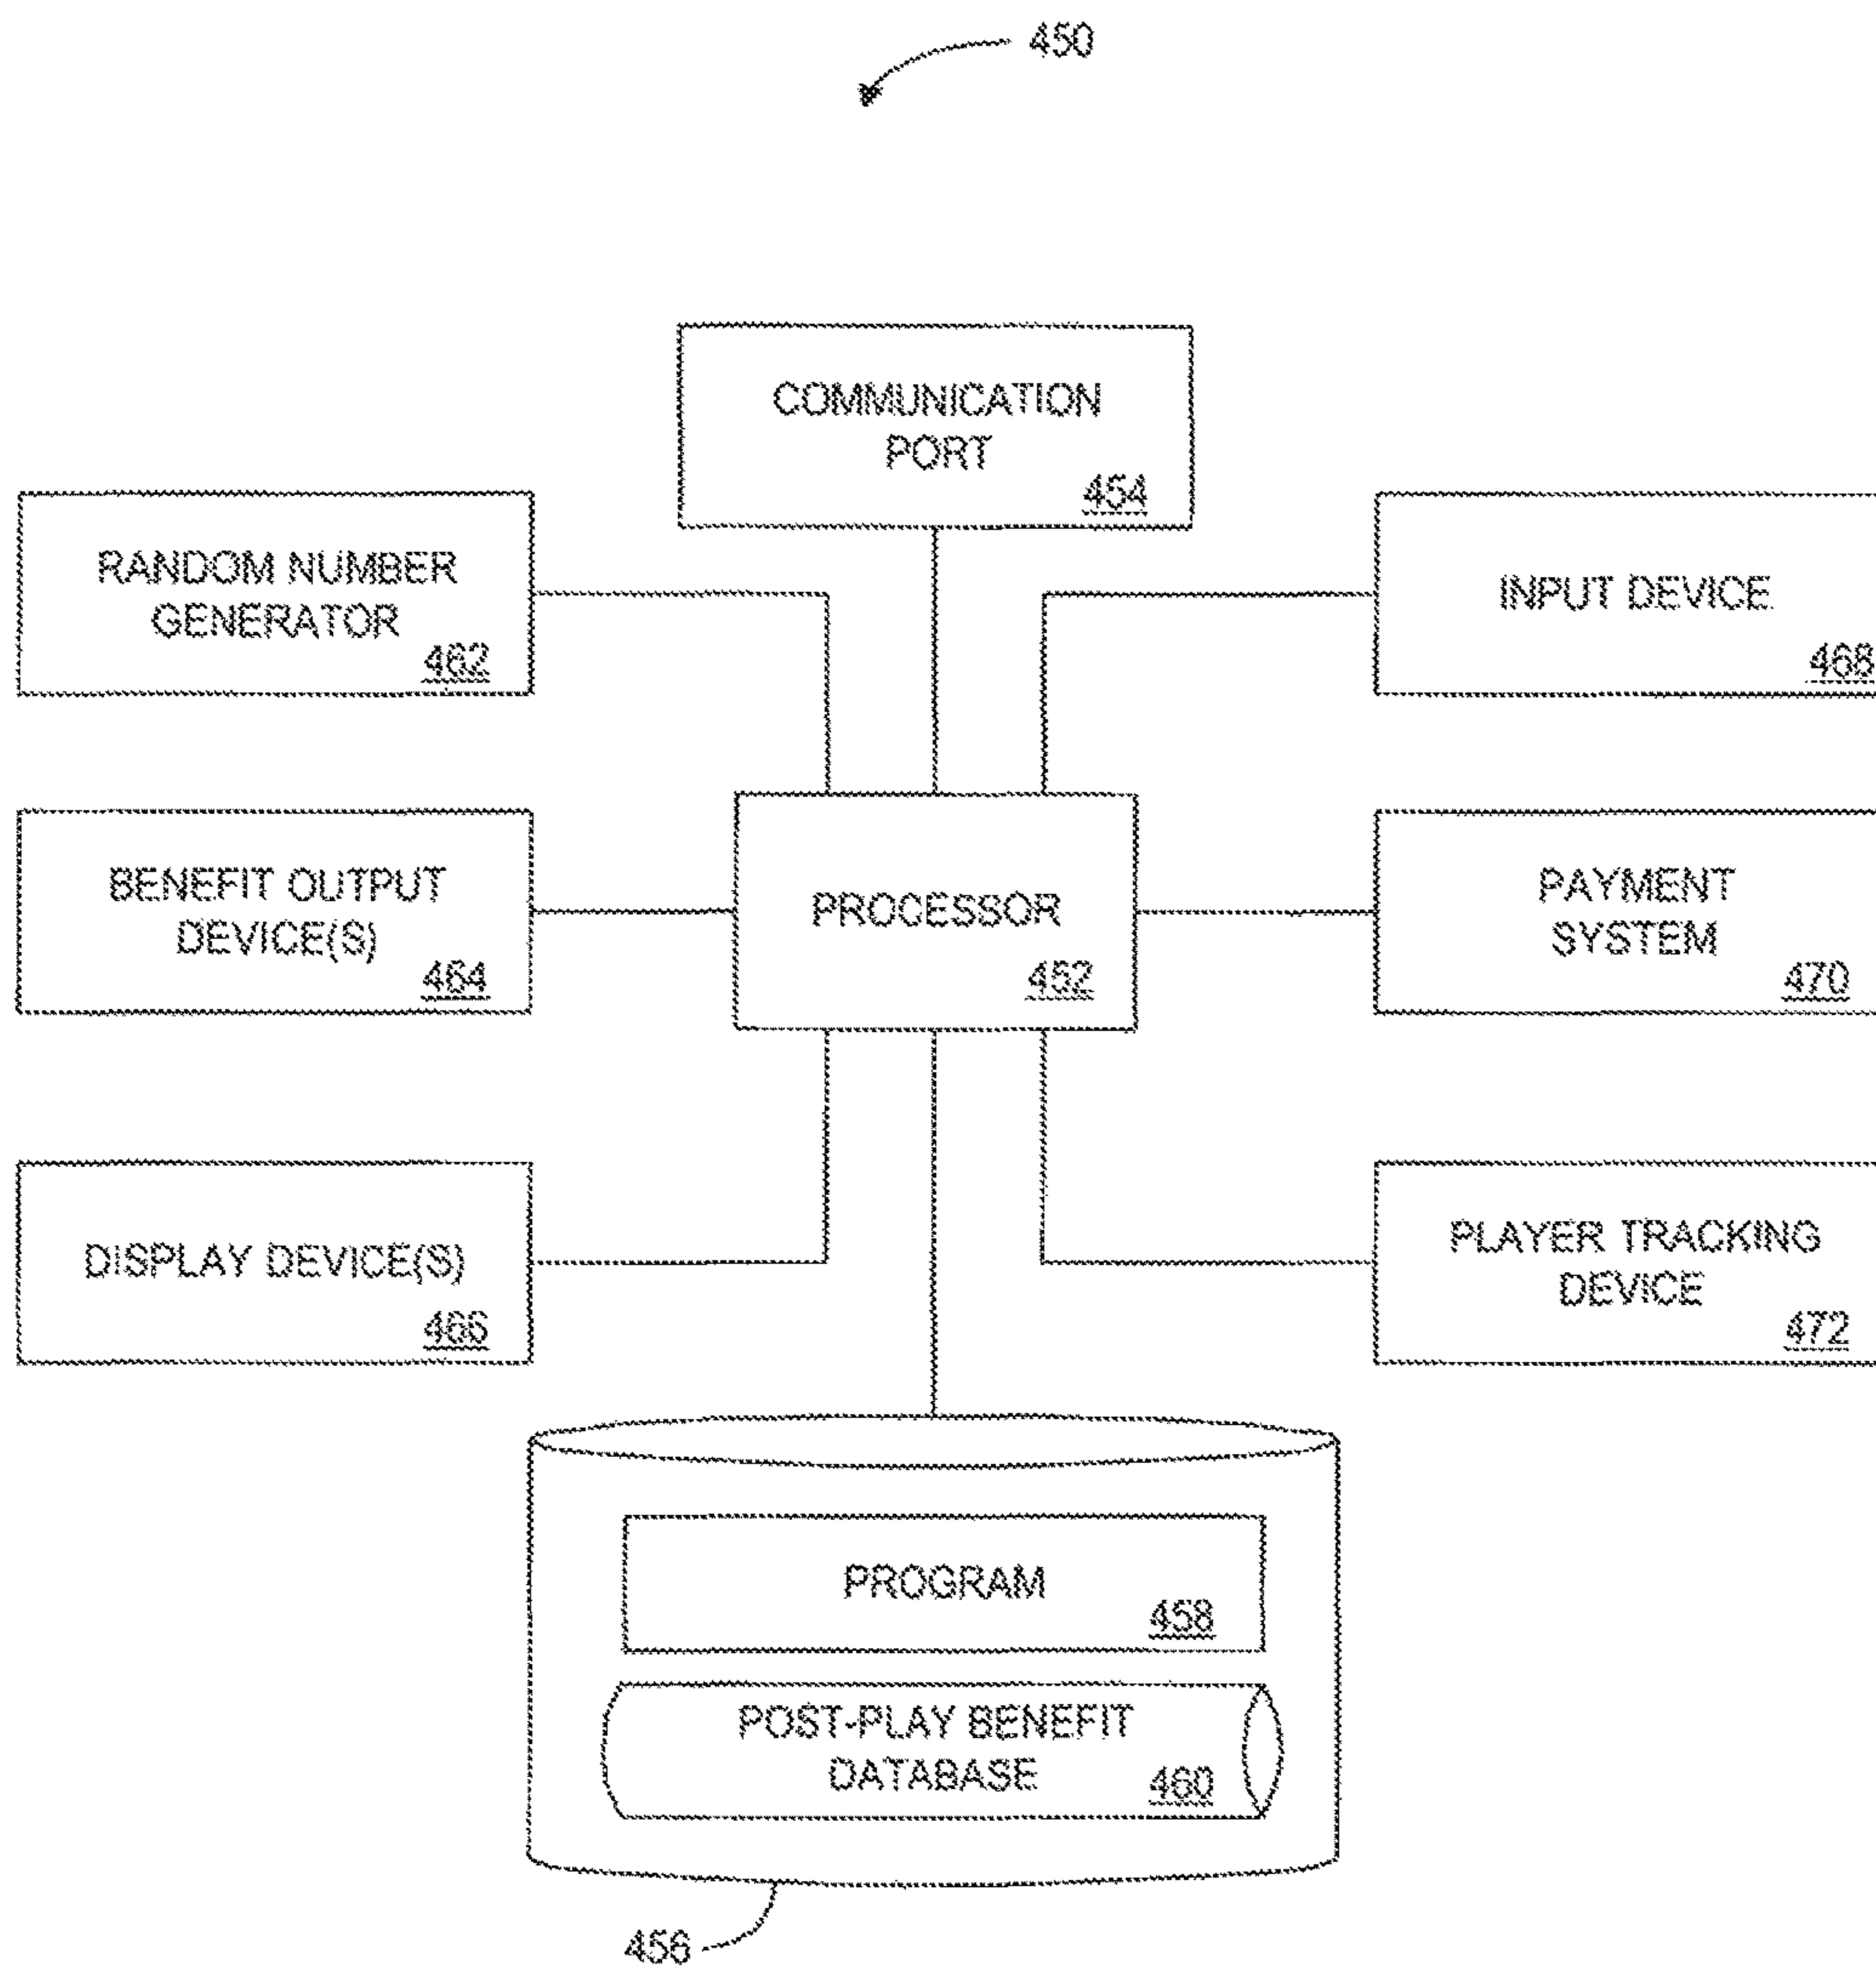 450
COMMUNICATION
PORT
454
RANDOM NUMBER
GENERATOR
462
INPUT DEVICE
468
BENEFIT OUTPUT
DEVICE(S)
464
PROCESSOR
452
PAYMENT
SYSTEM
470
DISPLAY DEVICE(S)
466
PLAYER TRACKING
DEVICE
472
PROGRAM
458
POST-PLAY BENEFIT
DATABASE
460
456